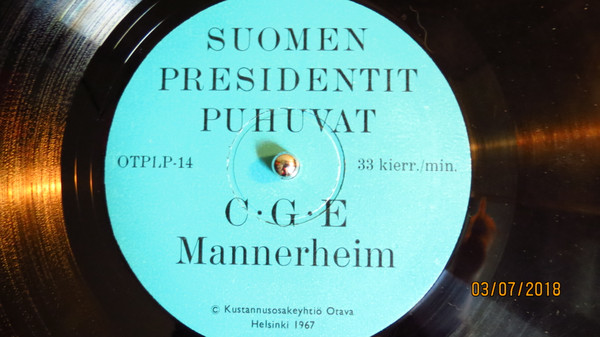 SUOMEN
PRESIDENTIT
PUHUVAT
OTPLP-14
33 kierr./min.
C·G·E
Mannerheim
© Kustannusosakeyhtiö Otava
Helsinki 1967
03/07/2018